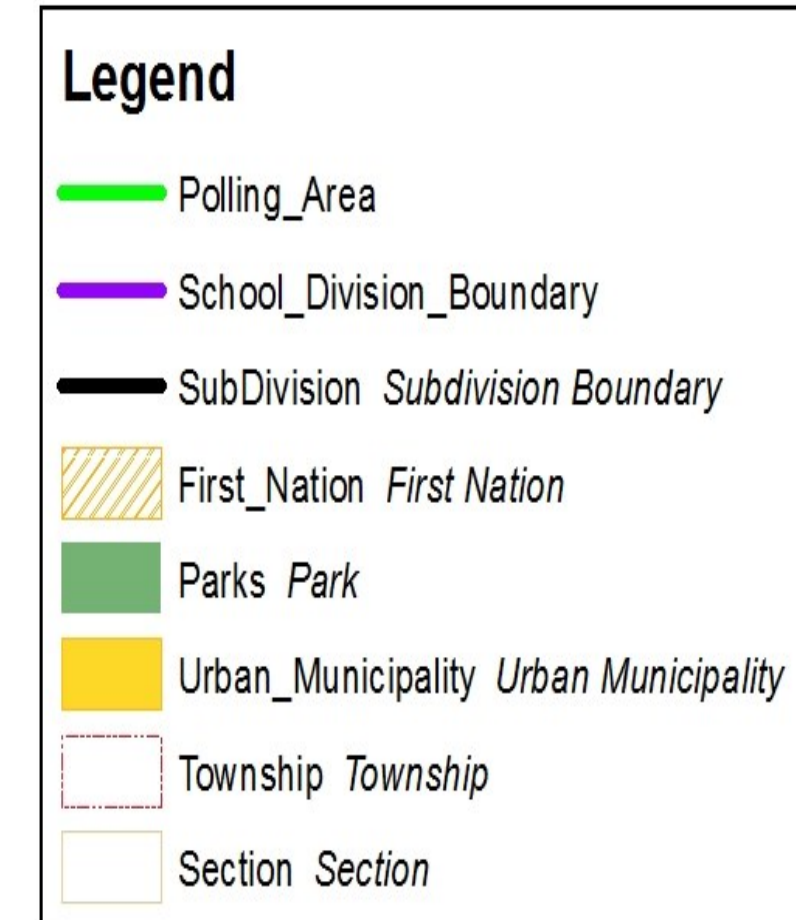 Legend
Polling_Area
School_Division_Boundary
SubDivision Subdivision Boundary
First_Nation First Nation
Parks Park
Urban_Municipality Urban Municipality
Township Township
Section Section